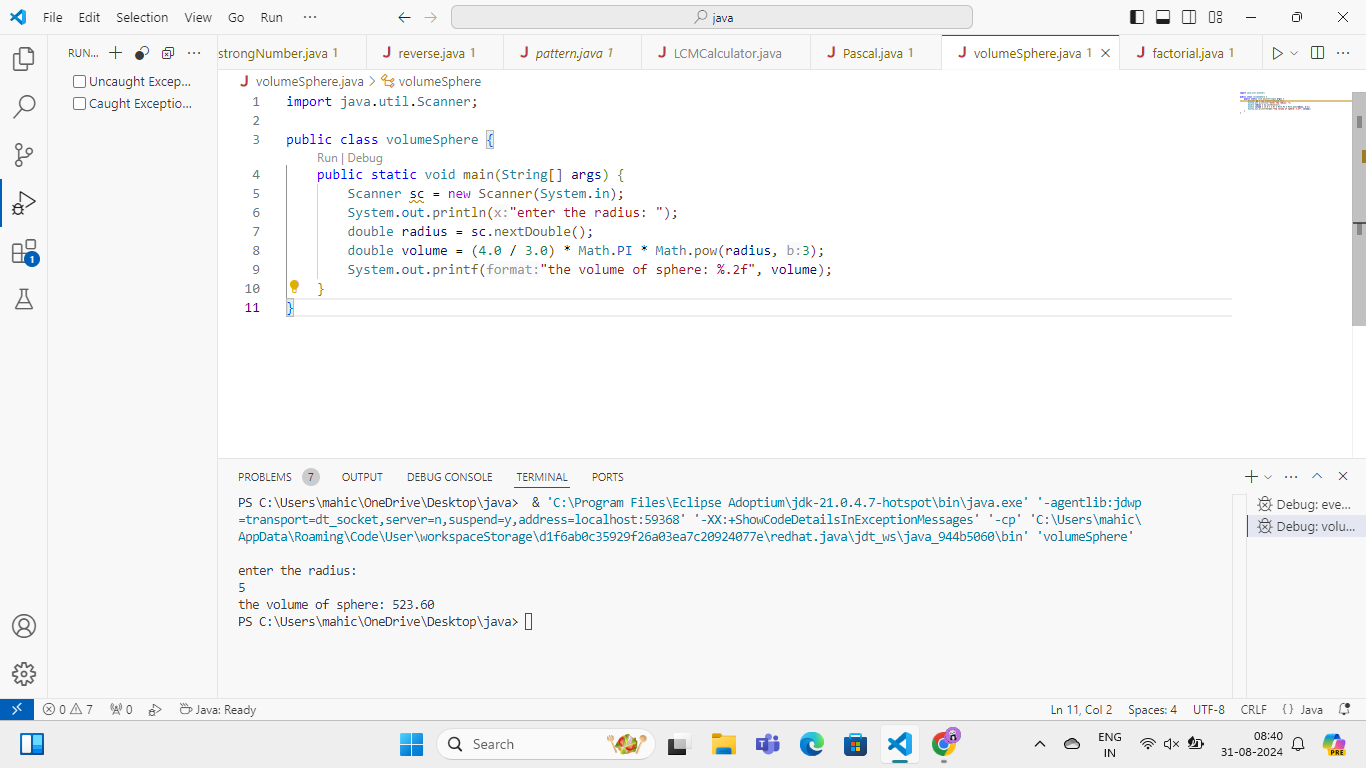 File Edit Selection View Go Run ··· java
RUN... strongNumber.java 1 reverse.java 1 pattern.java 1 LCMCalculator.java Pascal.java 1 volumeSphere.java 1 factorial.java 1
Uncaught Excep...
Caught Exceptio...
volumeSphere.java > volumeSphere
1 import java.util.Scanner;
2
3 public class volumeSphere {
Run | Debug
4 public static void main(String[] args) {
5 Scanner sc = new Scanner(System.in);
6 System.out.println(x:"enter the radius: ");
7 double radius = sc.nextDouble();
8 double volume = (4.0 / 3.0) * Math.PI * Math.pow(radius, b:3);
9 System.out.printf(format:"the volume of sphere: %.2f", volume);
10 }
11 }
1
PROBLEMS 7 OUTPUT DEBUG CONSOLE TERMINAL PORTS
PS C:\Users\mahic\OneDrive\Desktop\java> & 'C:\Program Files\Eclipse Adoptium\jdk-21.0.4.7-hotspot\bin\java.exe' '-agentlib:jdwp
=transport=dt_socket,server=n,suspend=y,address=localhost:59368' '-XX:+ShowCodeDetailsInExceptionMessages' '-cp' 'C:\Users\mahic\
AppData\Roaming\Code\User\workspaceStorage\d1f6ab0c35929f26a03ea7c20924077e\redhat.java\jdt_ws\java_944b5060\bin' 'volumeSphere'
enter the radius:
5
the volume of sphere: 523.60
PS C:\Users\mahic\OneDrive\Desktop\java>
Debug: eve...
Debug: volu...
0 7 0 Java: Ready Ln 11, Col 2 Spaces: 4 UTF-8 CRLF {} Java
Search
ENG
IN
08:40
31-08-2024
PRE